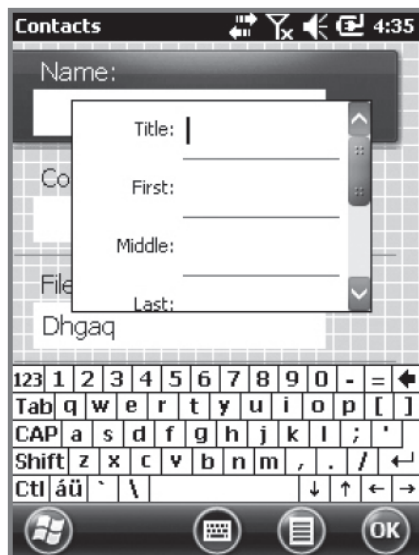 Contacts 4:35
Name:
Title:
First:
Co
Middle:
File
Last:
Dhgaq
123 1 2 3 4 5 6 7 8 9 0 - =
Tab q w e r t y u i o p [ ]
CAP a s d f g h j k l ; '
Shift z x c v b n m , . /
Ctl áü ` \
OK